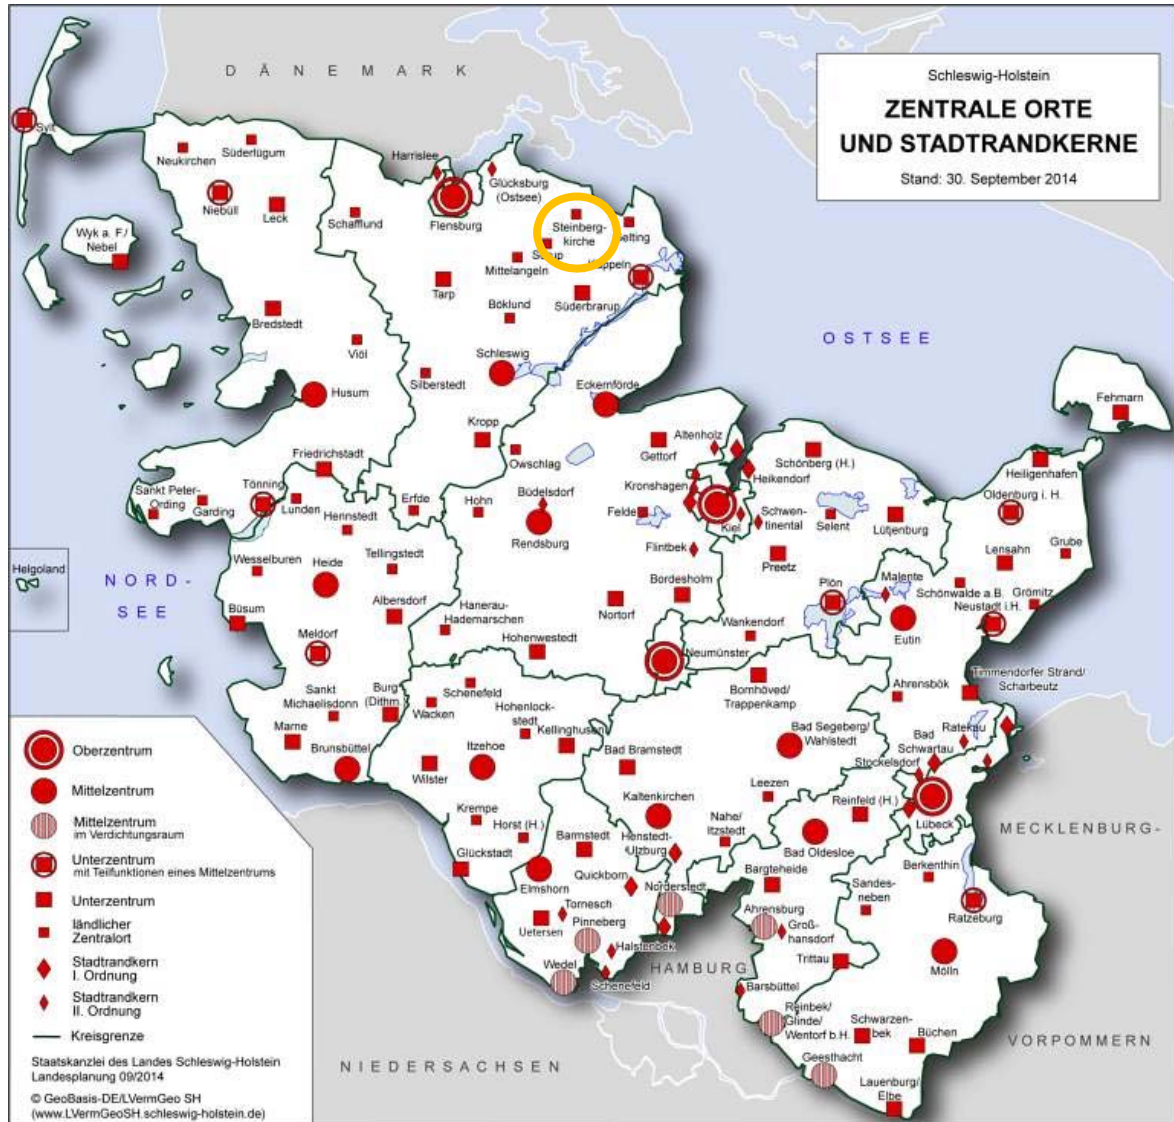 Schleswig-Holstein
ZENTRALE ORTE
UND STADTRANDKERNE
Stand: 30. September 2014
DÄNEMARK
Sylt
Neukirchen
Süderlügum
Harrislee
Glücksburg
(Ostsee)
Niebüll
Leck
Schafflund
Flensburg
Steinberg-
kirche
Wyk a. F./
Nebel
Mittelangeln
Tarp
Süderbrarup
Böklund
Bredstedt
Viöl
OSTSEE
Schleswig
Silberstedt
Eckernförde
Husum
Fehmarn
Kropp
Owschlag
Gettorf
Altenholz
Schönberg (H.)
Heikendorf
Friedrichstadt
Heiligenhafen
Sankt Peter-
Ording
Garding
Tönning
Lunden
Hennstedt
Erfde
Hohn
Büdelsdorf
Kronshagen
Felde
Kiel
Schwen-
tinental
Selent
Lütjenburg
Oldenburg i. H.
Rendsburg
Flintbek
Preetz
Lensahn
Grube
Wesselburen
Heide
Tellingstedt
Helgoland
NORD-
SEE
Büsum
Albersdorf
Hanerau-
Hademarschen
Nortorf
Bordesholm
Plön
Malente
Schönwalde a.B.
Grömitz
Neustadt i.H.
Eutin
Wankendorf
Meldorf
Hohenwestedt
Neumünster
Sankt
Michaelisdonn
Burg
(Dithm.)
Schenefeld
Wacken
Hohenlock-
stedt
Kellinghusen
Bornhöved/
Trappenkamp
Ahrensbök
Timmendorfer Strand/
Scharbeutz
Marne
Brunsbüttel
Itzehoe
Wilster
Bad Bramstedt
Bad Segeberg/
Wahlstedt
Bad
Schwartau
Ratekau
Stockelsdorf
Leezen
Kaltenkirchen
Reinfeld (H.)
Lübeck
Krempe
Horst (H.)
Glückstadt
Barmstedt
Henstedt-
Ulzburg
Nahe/
Itzstedt
Bad Oldesloe
MECKLENBURG-
Elmshorn
Quickborn
Norderstedt
Bargteheide
Berkenthin
Sandes-
neben
Ratzeburg
Tornesch
Uetersen
Pinneberg
Ahrensburg
Groß-
hansdorf
Halstenbek
Wedel
Schenefeld
HAMBURG
Trittau
Mölln
Barsbüttel
Reinbek/
Glinde/
Wentorf b.H.
Schwarzen-
bek
Büchen
VORPOMMERN
Geesthacht
Lauenburg/
Elbe
NIEDERSACHSEN
Oberzentrum
Mittelzentrum
Mittelzentrum
im Verdichtungsraum
Unterzentrum
mit Teilfunktionen eines Mittelzentrums
Unterzentrum
ländlicher
Zentralort
Stadtrandkern
I. Ordnung
Stadtrandkern
II. Ordnung
Kreisgrenze
Staatskanzlei des Landes Schleswig-Holstein
Landesplanung 09/2014
© GeoBasis-DE/LVermGeo SH
(www.LVermGeoSH.schleswig-holstein.de)